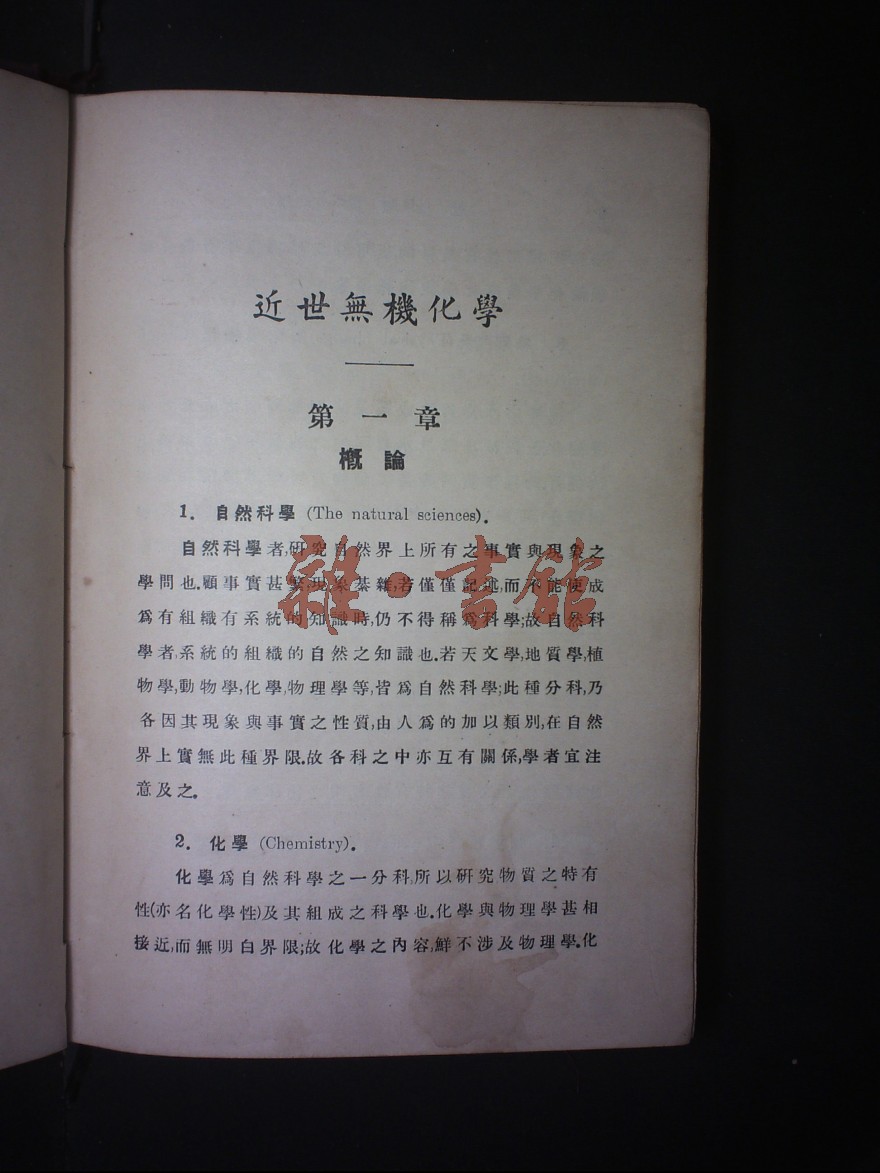 近世無機化學
第一章
概論
1. 自然科學 (The natural sciences).
自然科學者,研究自然界上所有之事實與現象之
學問也.顧事實甚繁,現象綦雜,若僅僅記述,而不能使成
爲有組織有系統的知識時,仍不得稱爲科學;故自然科
學者,系統的組織的自然之知識也.若天文學,地質學,植
物學,動物學,化學,物理學等,皆爲自然科學;此種分科,乃
各因其現象與事實之性質,由人爲的加以類別,在自然
界上實無此種界限.故各科之中亦互有關係,學者宜注
意及之.
2. 化學 (Chemistry).
化學爲自然科學之一分科,所以研究物質之特有
性(亦名化學性)及其組成之科學也.化學與物理學甚相
接近,而無明白界限;故化學之內容,鮮不涉及物理學.化
雜·書館